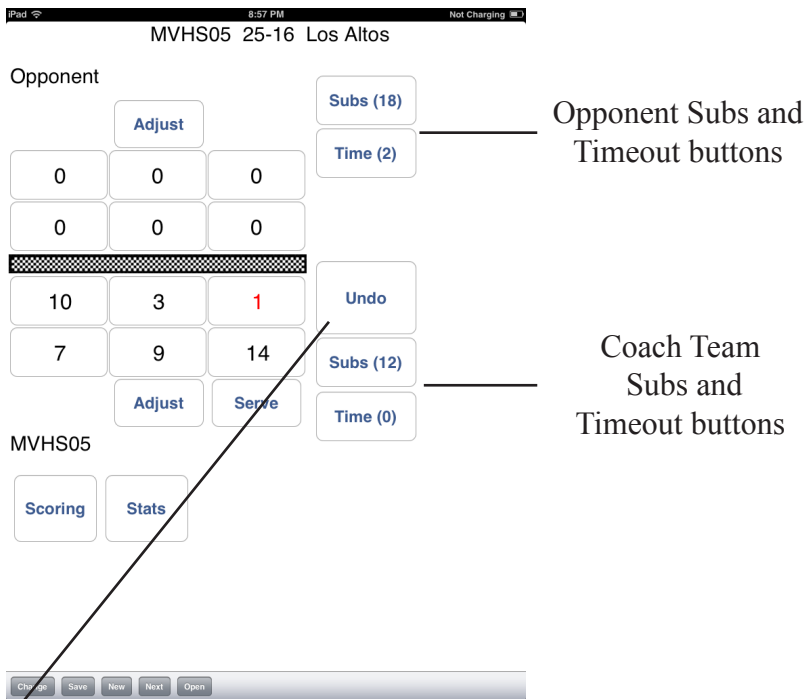 iPad 8:57 PM Not Charging
MVHS05 25-16 Los Altos
Opponent
Adjust
Subs (18)
Time (2)
Opponent Subs and
Timeout buttons
0 0 0
0 0 0
10 3 1
7 9 14
Adjust Serve
Undo
Subs (12)
Time (0)
Coach Team
Subs and
Timeout buttons
MVHS05
Scoring Stats
Change Save New Next Open